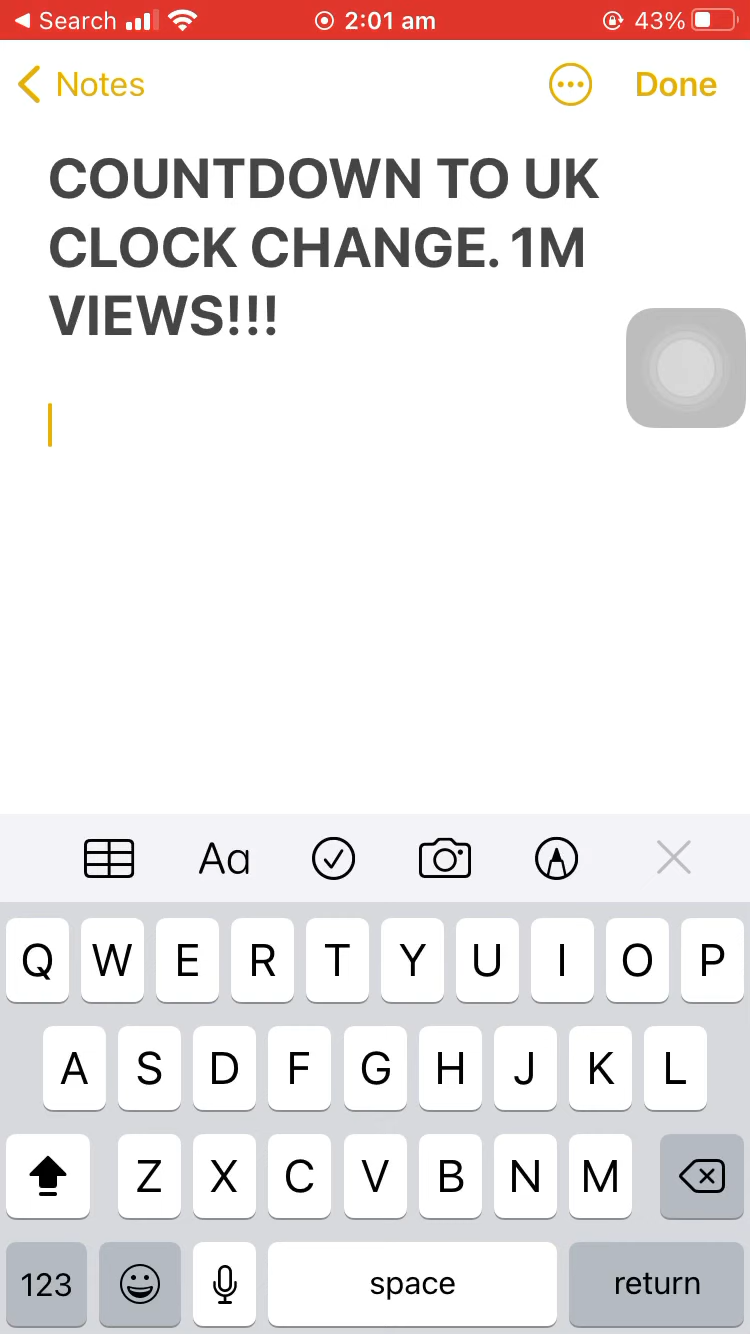 Search 2:01 am 43%
Notes Done
COUNTDOWN TO UK
CLOCK CHANGE. 1M
VIEWS!!!
Aa
Q W E R T Y U I O P
A S D F G H J K L
Z X C V B N M
123 space return